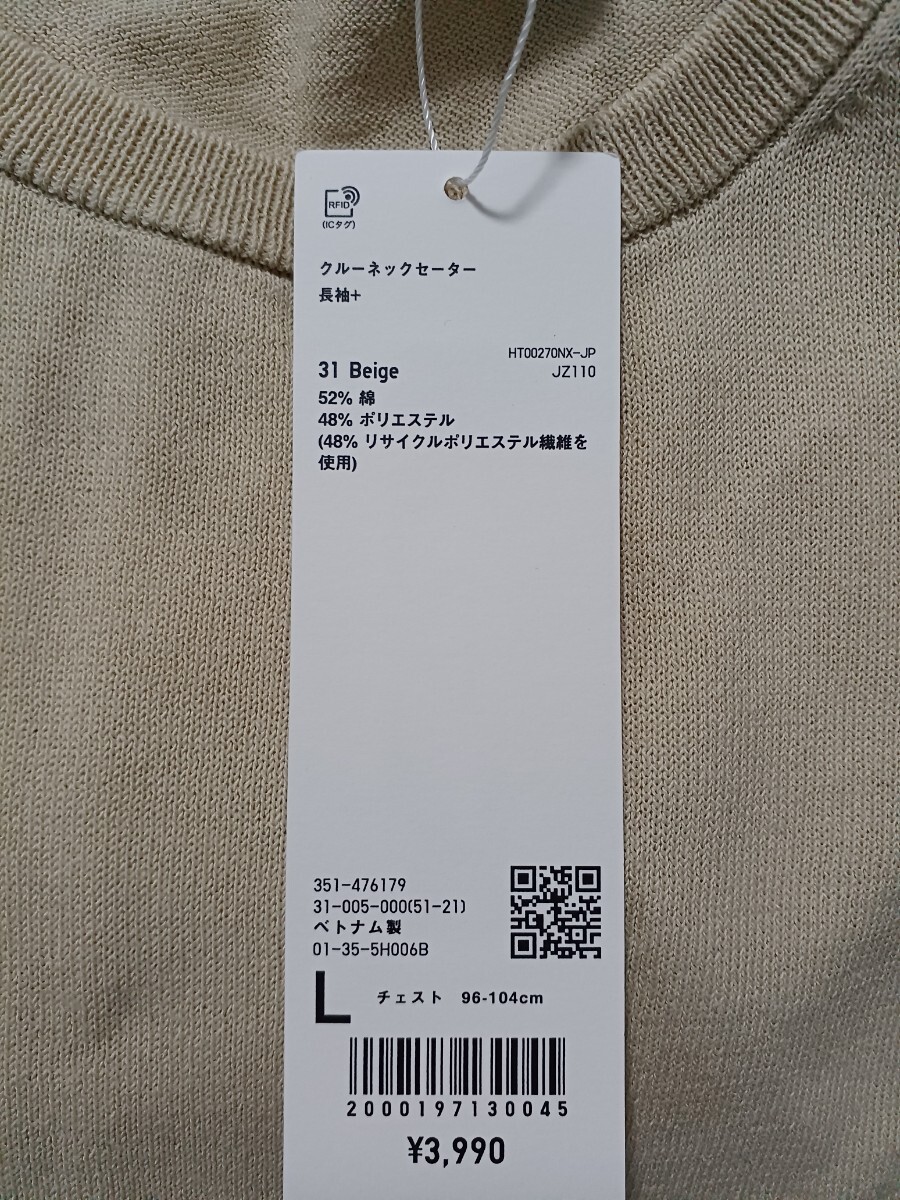 RFID
(ICタグ)
クルーネックセーター
長袖+
HT00270NX-JP
31 Beige
JZ110
52% 綿
48% ポリエステル
(48% リサイクルポリエステル繊維を
使用)
351-476179
31-005-000(51-21)
ベトナム製
01-35-5H006B
L チェスト 96-104cm
2000197130045
¥3,990